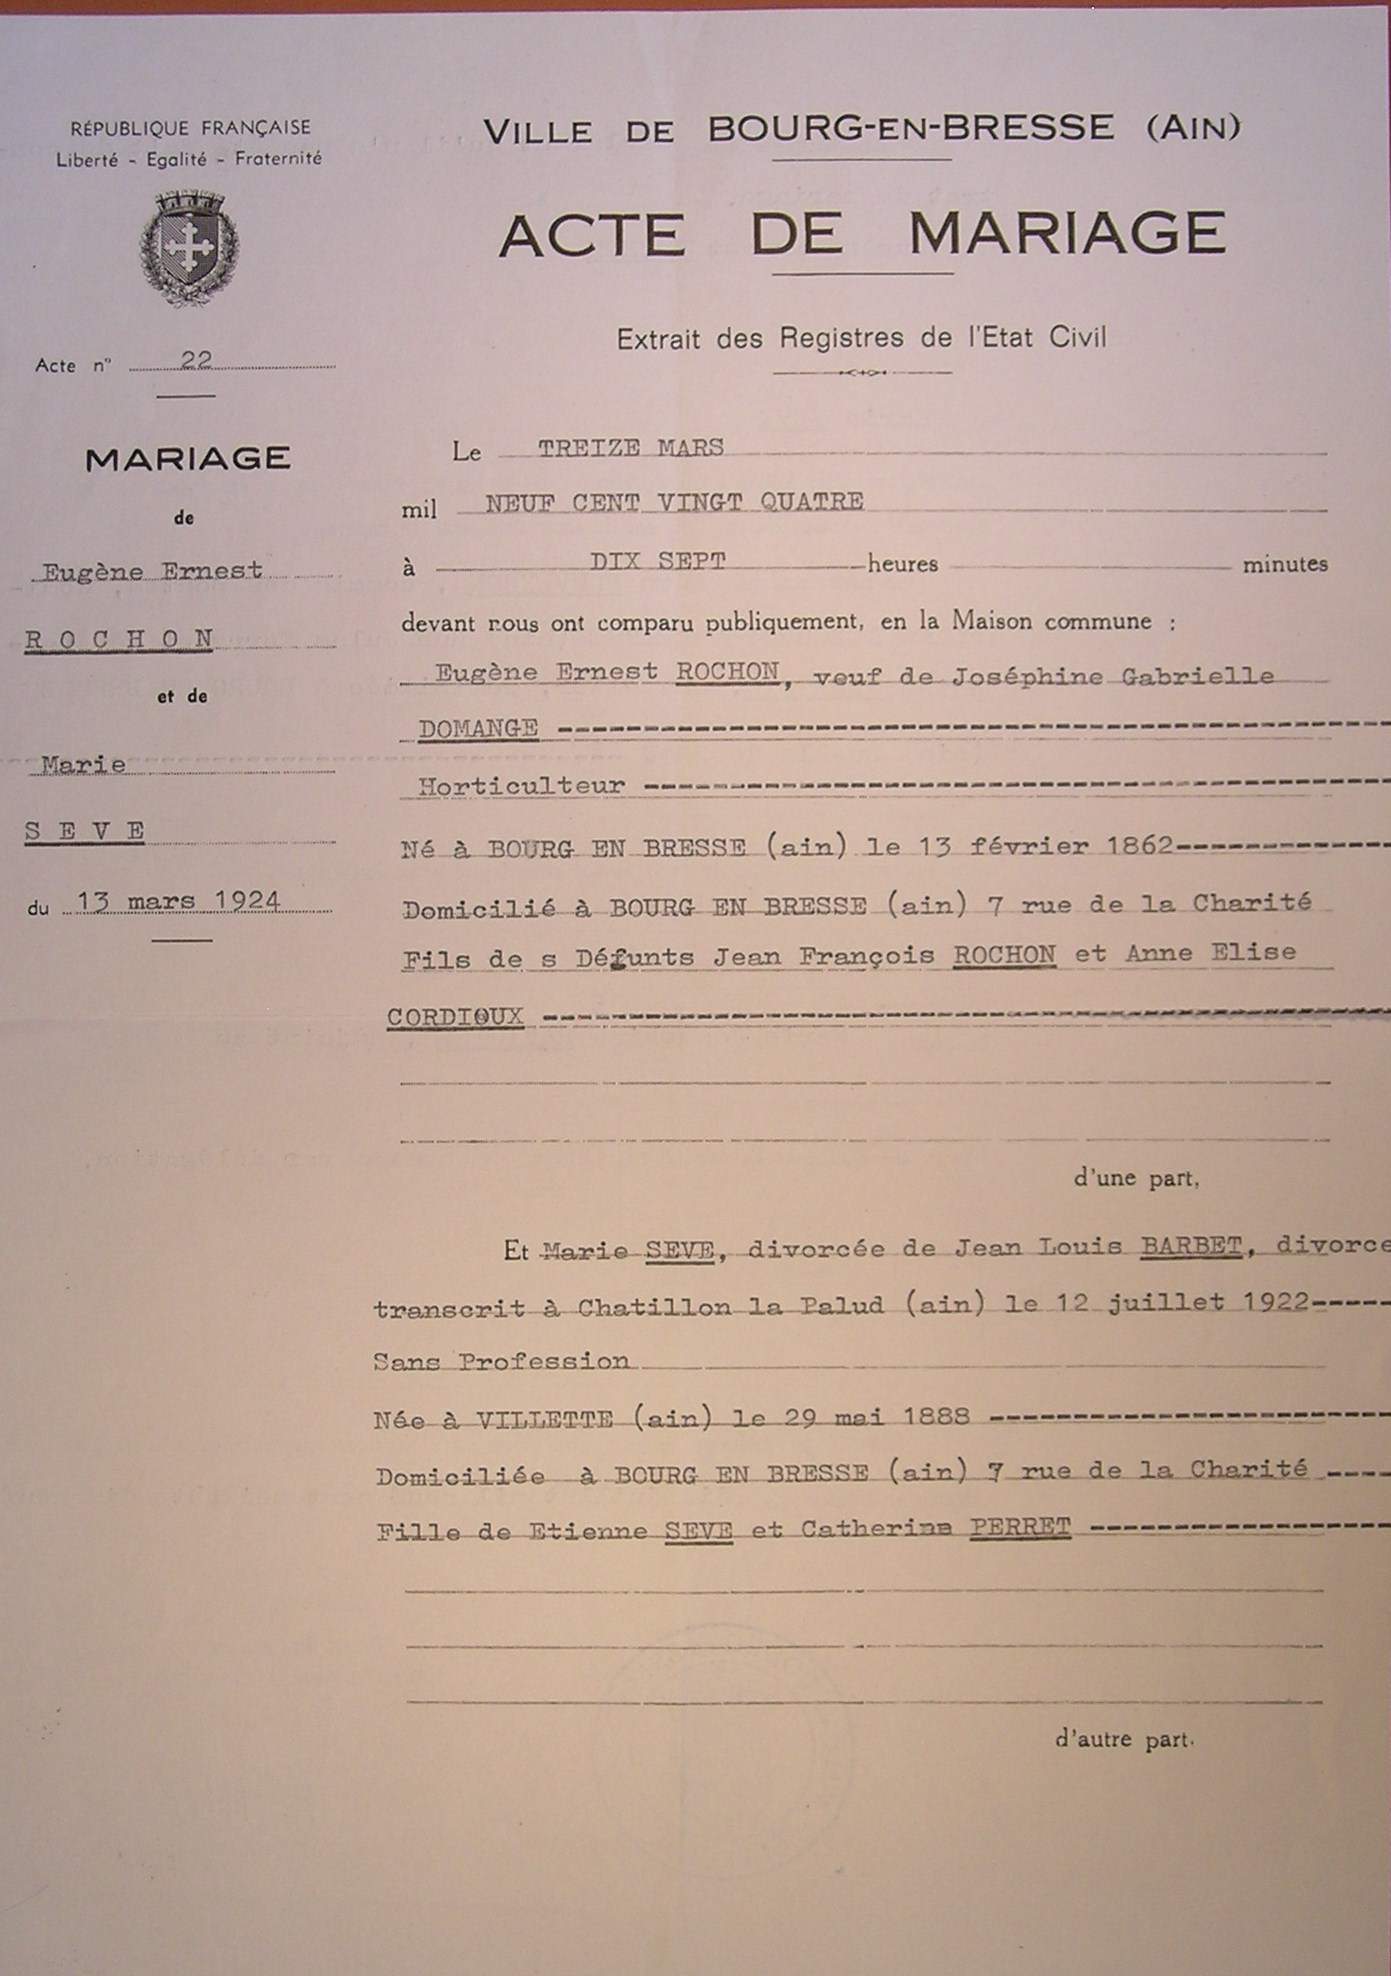 RÉPUBLIQUE FRANÇAISE
Liberté - Egalité - Fraternité
Acte n° 22
MARIAGE
de
Eugène Ernest
R O C H O N
et de
Marie
S E V E
du 13 mars 1924
VILLE DE BOURG-EN-BRESSE (AIN)
ACTE DE MARIAGE
Extrait des Registres de l'Etat Civil
Le TREIZE MARS
mil NEUF CENT VINGT QUATRE
à DIX SEPT heures minutes
devant nous ont comparu publiquement, en la Maison commune :
Eugène Ernest ROCHON, veuf de Joséphine Gabrielle
DOMANGE
Horticulteur
Né à BOURG EN BRESSE (ain) le 13 février 1862
Domicilié à BOURG EN BRESSE (ain) 7 rue de la Charité
Fils de s Défunts Jean François ROCHON et Anne Elise
CORDIOUX
d'une part,
Et Marie SEVE, divorcée de Jean Louis BARBET, divorce
transcrit à Chatillon la Palud (ain) le 12 juillet 1922
Sans Profession
Née à VILLETTE (ain) le 29 mai 1888
Domiciliée à BOURG EN BRESSE (ain) 7 rue de la Charité
Fille de Etienne SEVE et Catherine PERRET
d'autre part.